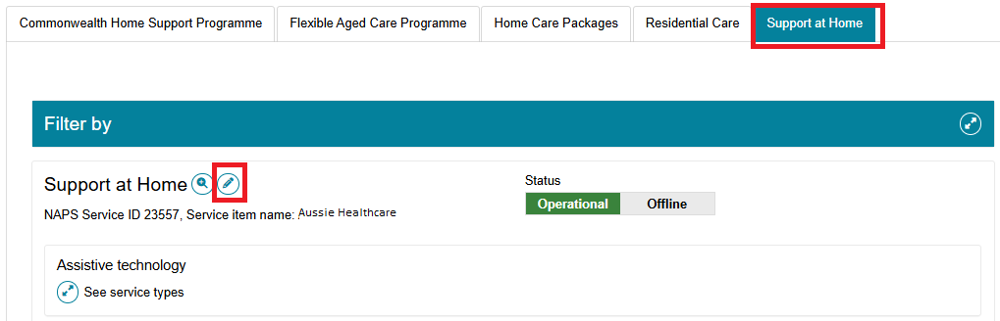 Commonwealth Home Support Programme Flexible Aged Care Programme Home Care Packages Residential Care Support at Home
Filter by
Support at Home
Status
Operational Offline
NAPS Service ID 23557, Service item name: Aussie Healthcare
Assistive technology
See service types